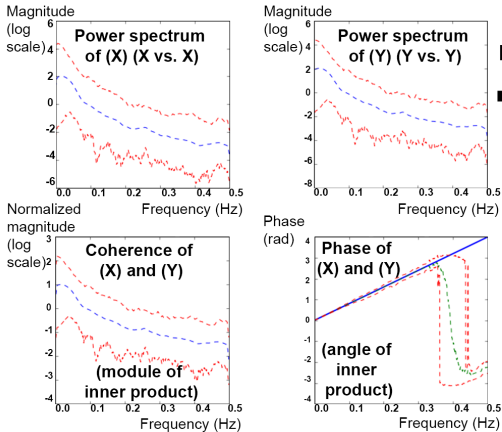 Magnitude
(log
scale)
Power spectrum
of (X) (X vs. X)
6
4
2
0
-2
-4
-6
0.0
0.1
0.2
0.3
0.4
0.5
Frequency (Hz)
Magnitude
(log
scale)
Power spectrum
of (Y) (Y vs. Y)
6
4
2
0
-2
-4
-6
-8
0.0
0.1
0.2
0.3
0.4
0.5
Frequency (Hz)
Normalized
magnitude
(log
scale)
Coherence of
(X) and (Y)
(module of
inner product)
3
2
1
0
-1
-2
-3
-4
0.0
0.1
0.2
0.3
0.4
0.5
Frequency (Hz)
Phase
(rad)
Phase of
(X) and (Y)
(angle of
inner
product)
4
3
2
1
0
-1
-2
-3
-4
0.0
0.1
0.2
0.3
0.4
0.5